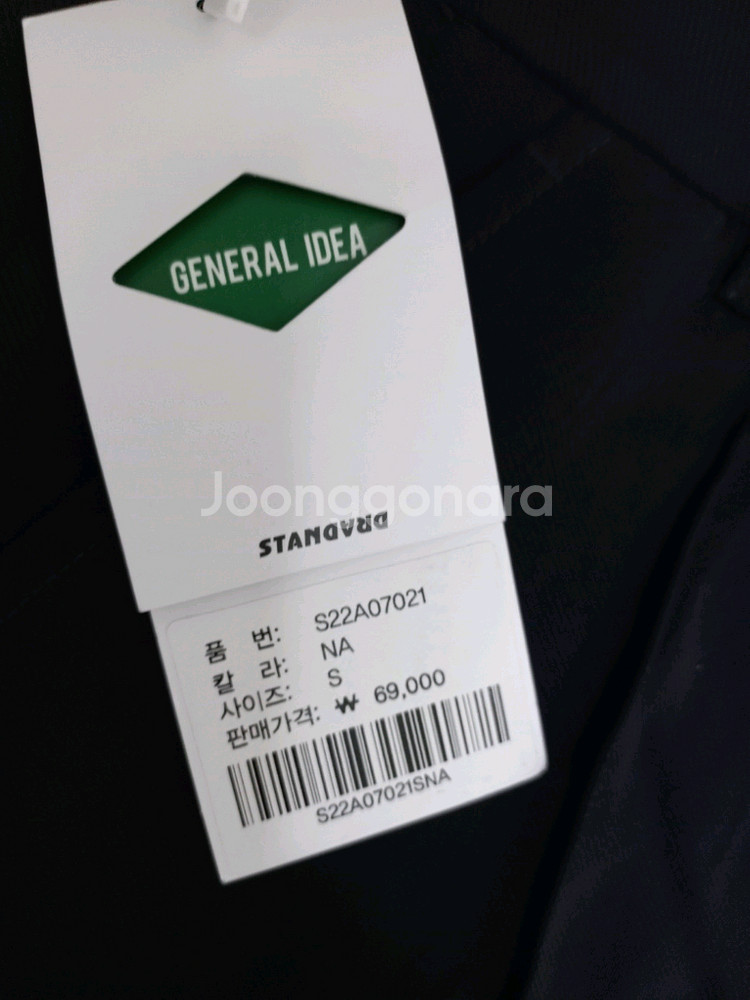 GENERAL IDEA
Joonggonara
STANDARD
품 번: S22A07021
칼 라: NA
사이즈: S
판매가격: ₩ 69,000
S22A07021SNA